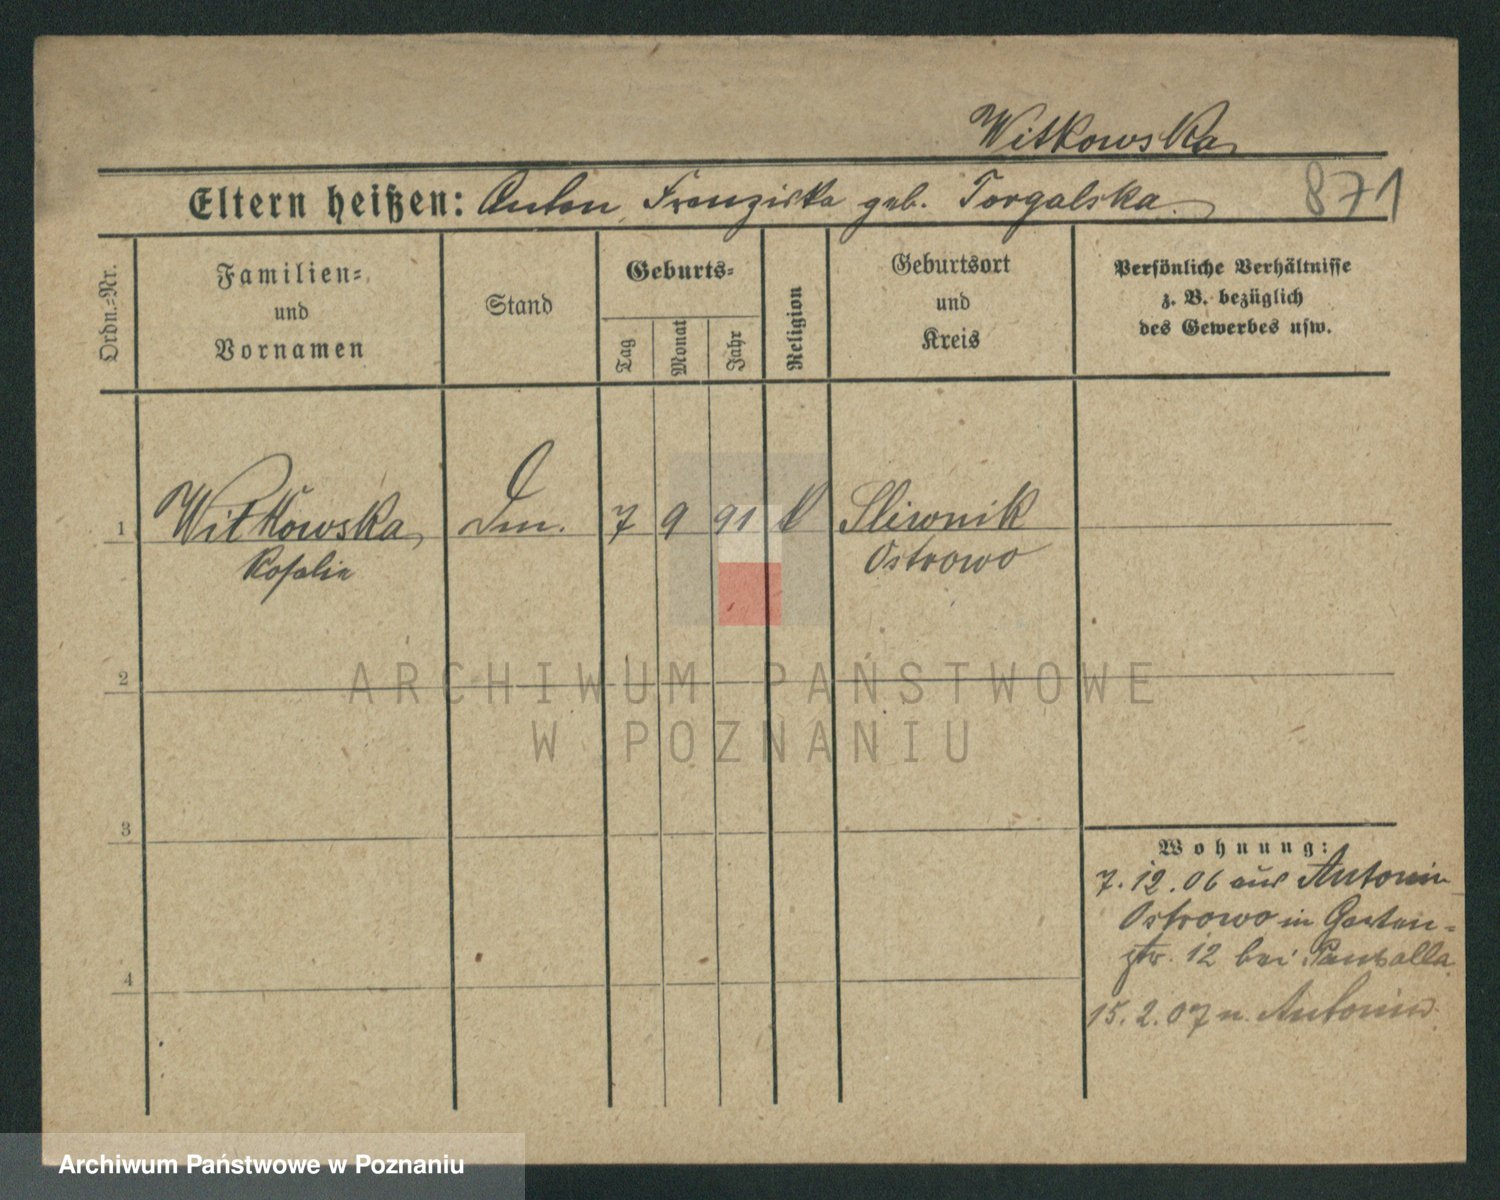 Witkowska
Eltern heißen: Anton, Franziska geb. Torgalska
871
Ordn.=Nr.
Familien=
und
Vornamen
Stand
Geburts=
Tag
Monat
Jahr
Religion
Geburtsort
und
Kreis
Persönliche Verhältnisse
z. B. bezüglich
des Gewerbes usw.
1 Witkowska, 7 9 91 k Sliwnik
Rosalie Ostrowo
2
3
4
Wohnung:
7.12.06 aus Antonin
Ostrowo in Garten=
str. 12 bei
15.2.07 n. Antonin
ARCHIWUM PAŃSTWOWE
W POZNANIU
Archiwum Państwowe w Poznaniu